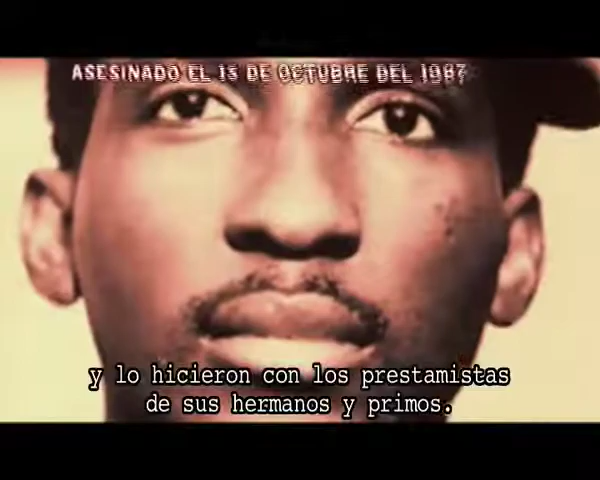 ASESINADO EL 15 DE OCTUBRE DEL 1987
y lo hicieron con los prestamistas
de sus hermanos y primos.